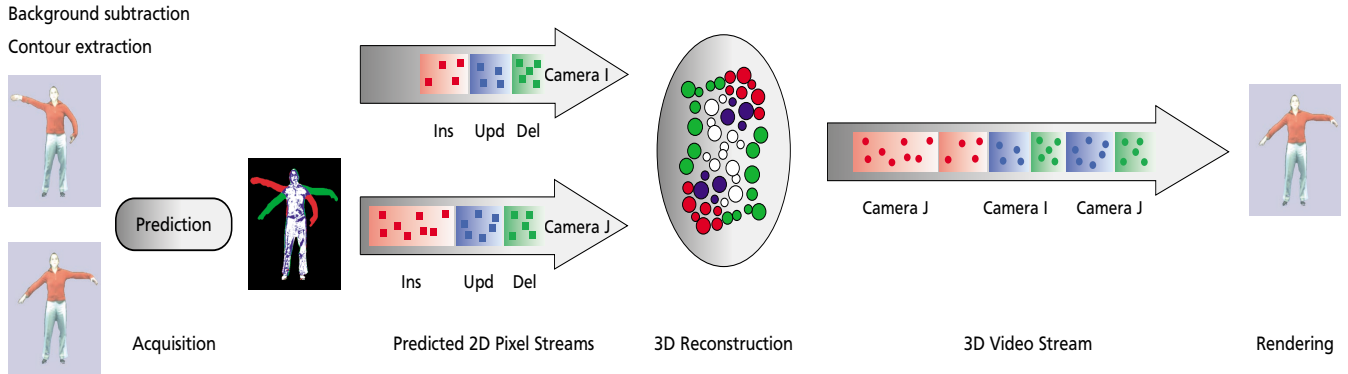 Background subtraction
Contour extraction
Prediction
Acquisition
Camera I
Ins Upd Del
Camera J
Ins Upd Del
Predicted 2D Pixel Streams
3D Reconstruction
Camera J Camera I Camera J
3D Video Stream
Rendering